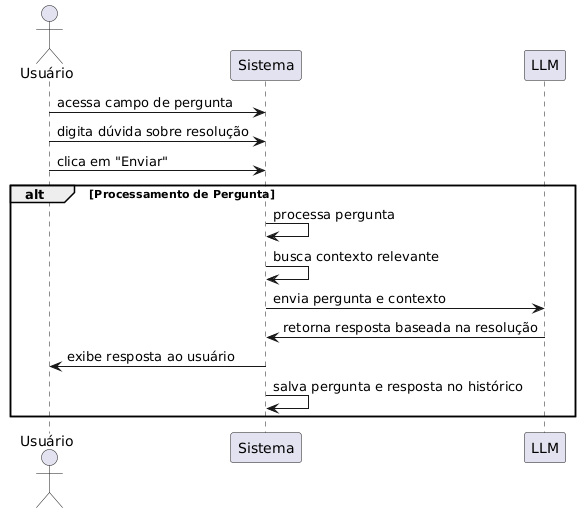 Usuário
Sistema
LLM
acessa campo de pergunta
digita dúvida sobre resolução
clica em "Enviar"
alt [Processamento de Pergunta]
processa pergunta
busca contexto relevante
envia pergunta e contexto
retorna resposta baseada na resolução
exibe resposta ao usuário
salva pergunta e resposta no histórico
Usuário
Sistema
LLM